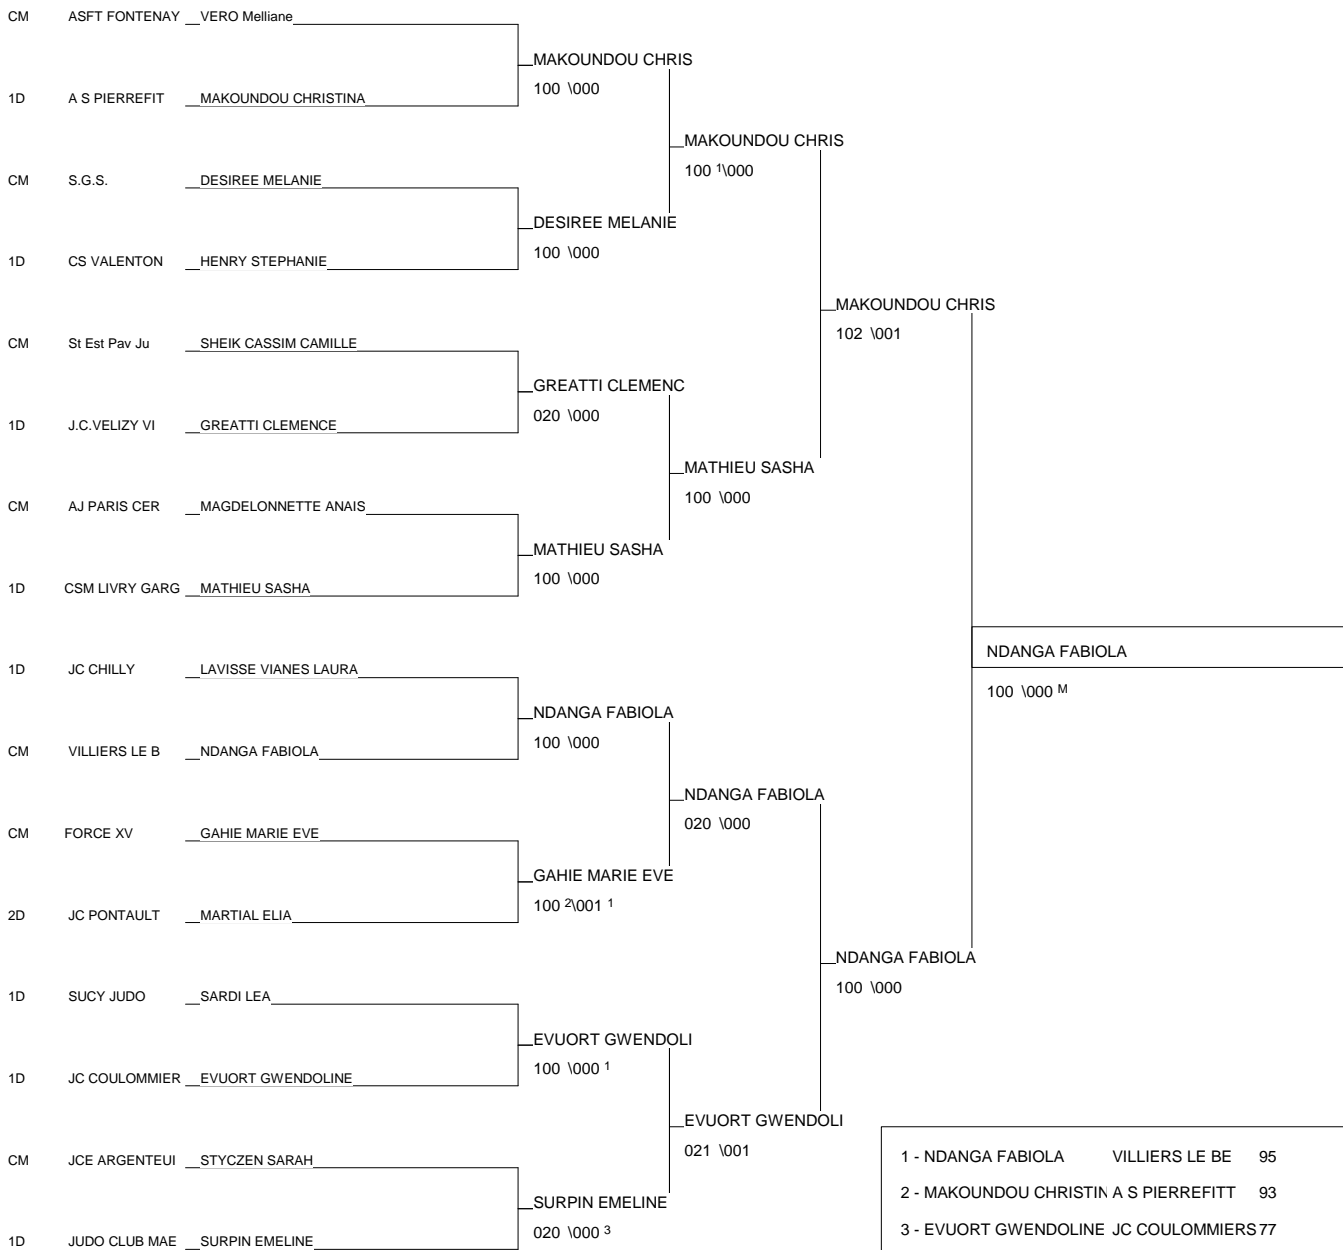 CM ASFT FONTENAY VERO Melliane
MAKOUNDOU CHRIS
100 \000
1D A S PIERREFIT MAKOUNDOU CHRISTINA
MAKOUNDOU CHRIS
100 1\000
CM S.G.S. DESIREE MELANIE
DESIREE MELANIE
100 \000
1D CS VALENTON HENRY STEPHANIE
MAKOUNDOU CHRIS
102 \001
CM St Est Pav Ju SHEIK CASSIM CAMILLE
GREATTI CLEMENC
020 \000
1D J.C.VELIZY VI GREATTI CLEMENCE
MATHIEU SASHA
100 \000
CM AJ PARIS CER MAGDELONNETTE ANAIS
MATHIEU SASHA
100 \000
1D CSM LIVRY GARG MATHIEU SASHA
NDANGA FABIOLA
100 \000 M
1D JC CHILLY LAVISSE VIANES LAURA
NDANGA FABIOLA
100 \000
CM VILLIERS LE B NDANGA FABIOLA
NDANGA FABIOLA
020 \000
CM FORCE XV GAHIE MARIE EVE
GAHIE MARIE EVE
100 2\001 1
2D JC PONTAULT MARTIAL ELIA
NDANGA FABIOLA
100 \000
1D SUCY JUDO SARDI LEA
EVUORT GWENDOLI
100 \000 1
1D JC COULOMMIER EVUORT GWENDOLINE
EVUORT GWENDOLI
021 \001
CM JCE ARGENTEUI STYCZEN SARAH
SURPIN EMELINE
020 \000 3
1D JUDO CLUB MAE SURPIN EMELINE
1 - NDANGA FABIOLA VILLIERS LE BE 95
2 - MAKOUNDOU CHRISTIN A S PIERREFITT 93
3 - EVUORT GWENDOLINE JC COULOMMIERS 77